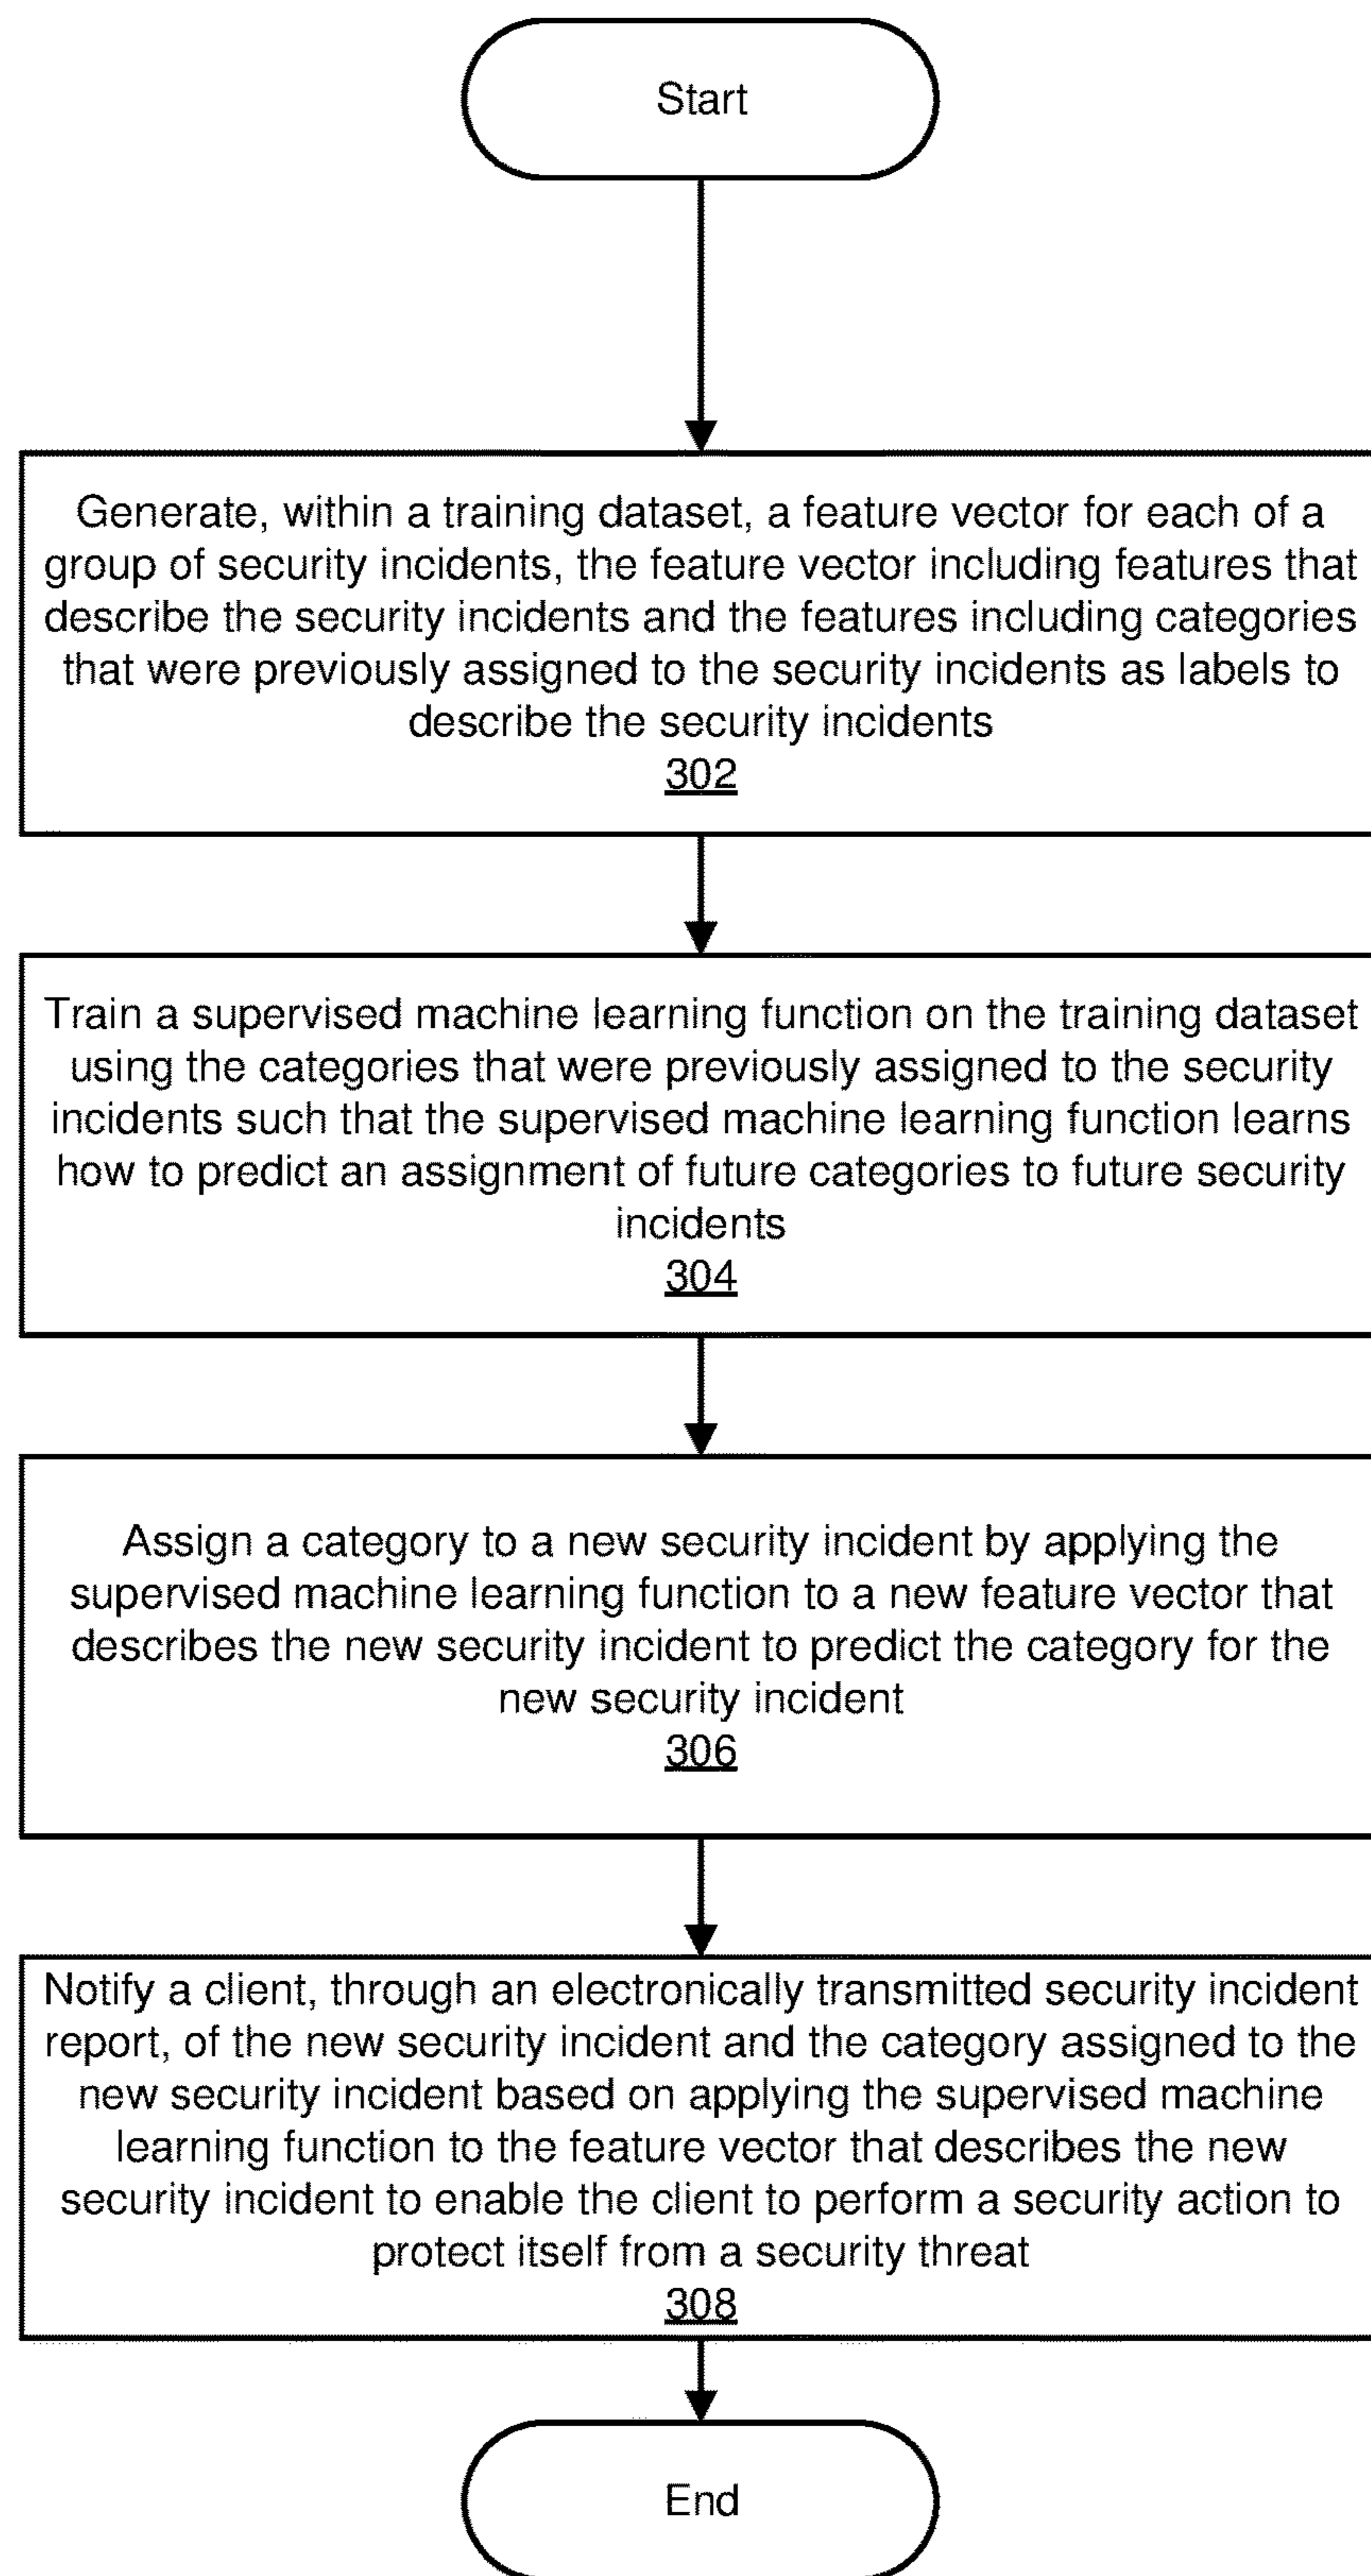 Start
Generate, within a training dataset, a feature vector for each of a
group of security incidents, the feature vector including features that
describe the security incidents and the features including categories
that were previously assigned to the security incidents as labels to
describe the security incidents
302
Train a supervised machine learning function on the training dataset
using the categories that were previously assigned to the security
incidents such that the supervised machine learning function learns
how to predict an assignment of future categories to future security
incidents
304
Assign a category to a new security incident by applying the
supervised machine learning function to a new feature vector that
describes the new security incident to predict the category for the
new security incident
306
Notify a client, through an electronically transmitted security incident
report, of the new security incident and the category assigned to the
new security incident based on applying the supervised machine
learning function to the feature vector that describes the new
security incident to enable the client to perform a security action to
protect itself from a security threat
308
End